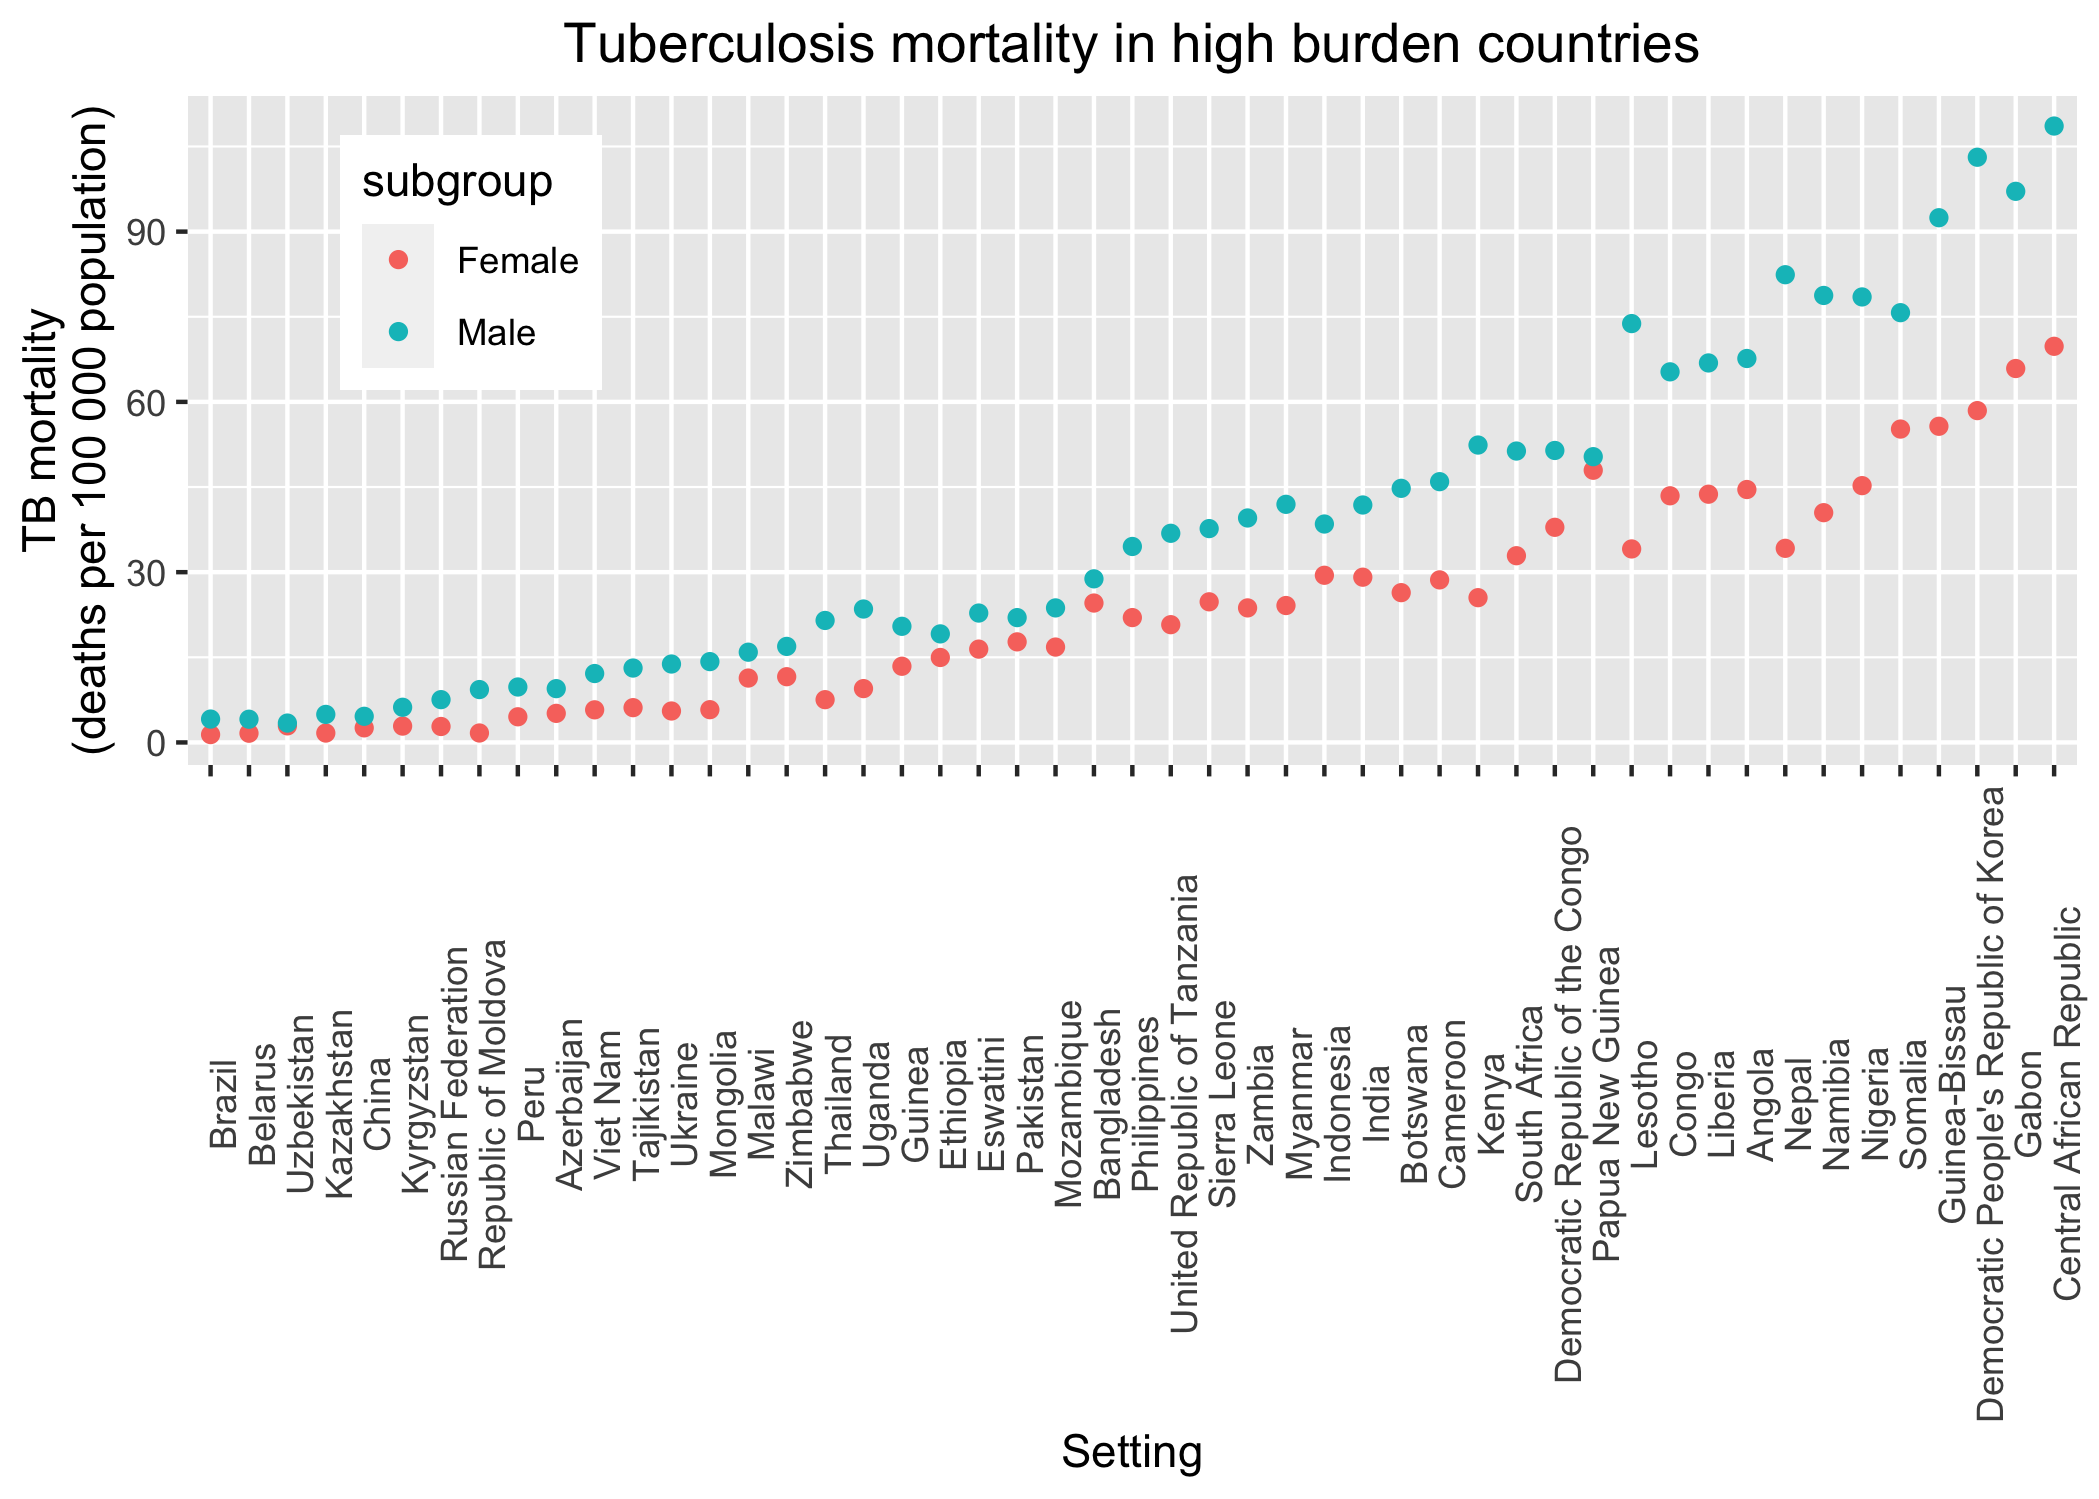 Tuberculosis mortality in high burden countries
TB mortality
(deaths per 100 000 population)
90
60
30
0
subgroup
Female
Male
Brazil
Belarus
Uzbekistan
Kazakhstan
China
Kyrgyzstan
Russian Federation
Republic of Moldova
Peru
Azerbaijan
Viet Nam
Tajikistan
Ukraine
Mongolia
Malawi
Zimbabwe
Thailand
Uganda
Guinea
Ethiopia
Eswatini
Pakistan
Mozambique
Bangladesh
Philippines
United Republic of Tanzania
Sierra Leone
Zambia
Myanmar
Indonesia
India
Botswana
Cameroon
Kenya
South Africa
Democratic Republic of the Congo
Papua New Guinea
Lesotho
Congo
Liberia
Angola
Nepal
Namibia
Nigeria
Somalia
Guinea-Bissau
Democratic People's Republic of Korea
Gabon
Central African Republic
Setting